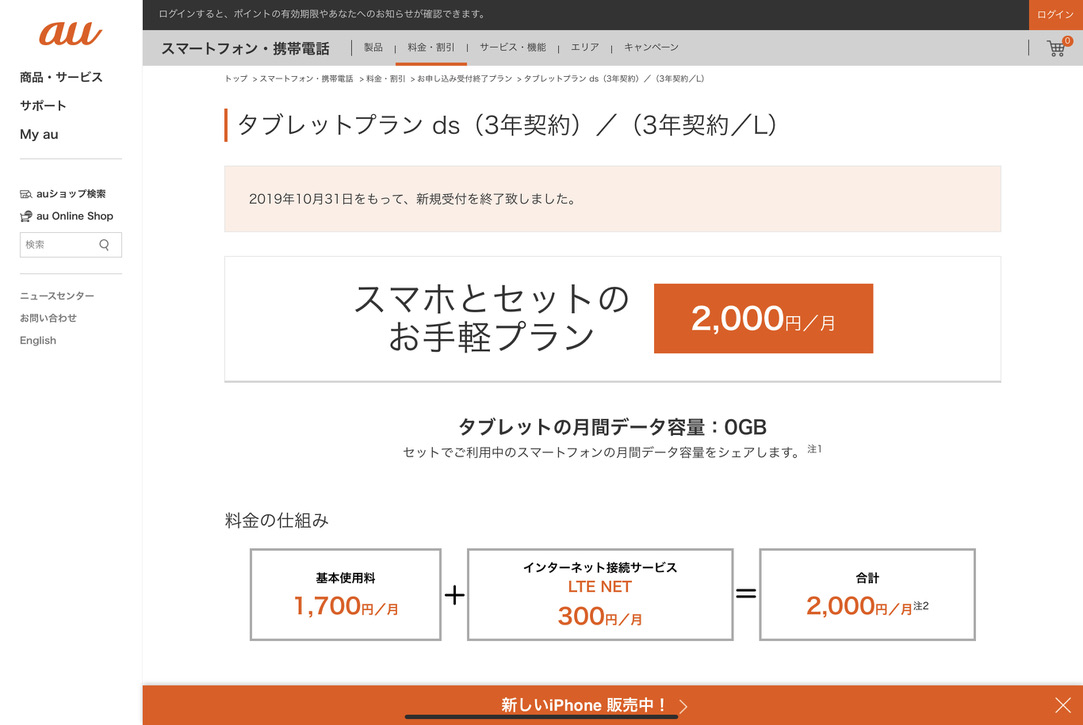 au
商品・サービス
サポート
My au
auショップ検索
au Online Shop
検索
ニュースセンター
お問い合わせ
English
ログインすると、ポイントの有効期限やあなたへのお知らせが確認できます。
ログイン
スマートフォン・携帯電話 | 製品 | 料金・割引 | サービス・機能 | エリア | キャンペーン
0
トップ > スマートフォン・携帯電話 > 料金・割引 > お申し込み受付終了プラン > タブレットプラン ds（3年契約）／（3年契約／L）
タブレットプラン ds（3年契約）／（3年契約／L）
2019年10月31日をもって、新規受付を終了致しました。
スマホとセットの
お手軽プラン
2,000円／月
タブレットの月間データ容量：0GB
セットでご利用中のスマートフォンの月間データ容量をシェアします。注1
料金の仕組み
基本使用料
1,700円／月
+
インターネット接続サービス
LTE NET
300円／月
=
合計
2,000円／月注2
新しいiPhone 販売中！